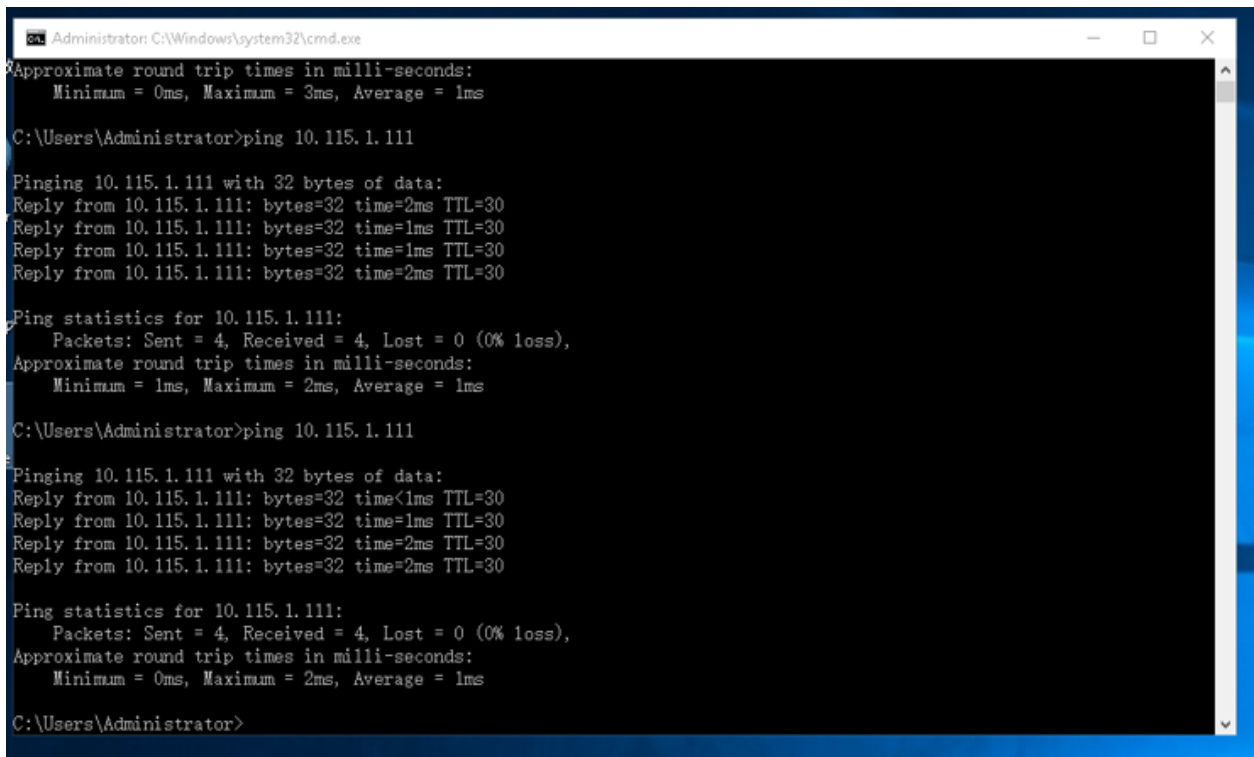 Administrator: C:\Windows\system32\cmd.exe
Approximate round trip times in milli-seconds:
    Minimum = 0ms, Maximum = 3ms, Average = 1ms
C:\Users\Administrator>ping 10.115.1.111
Pinging 10.115.1.111 with 32 bytes of data:
Reply from 10.115.1.111: bytes=32 time=2ms TTL=30
Reply from 10.115.1.111: bytes=32 time=1ms TTL=30
Reply from 10.115.1.111: bytes=32 time=1ms TTL=30
Reply from 10.115.1.111: bytes=32 time=2ms TTL=30
Ping statistics for 10.115.1.111:
    Packets: Sent = 4, Received = 4, Lost = 0 (0% loss),
Approximate round trip times in milli-seconds:
    Minimum = 1ms, Maximum = 2ms, Average = 1ms
C:\Users\Administrator>ping 10.115.1.111
Pinging 10.115.1.111 with 32 bytes of data:
Reply from 10.115.1.111: bytes=32 time<1ms TTL=30
Reply from 10.115.1.111: bytes=32 time=1ms TTL=30
Reply from 10.115.1.111: bytes=32 time=2ms TTL=30
Reply from 10.115.1.111: bytes=32 time=2ms TTL=30
Ping statistics for 10.115.1.111:
    Packets: Sent = 4, Received = 4, Lost = 0 (0% loss),
Approximate round trip times in milli-seconds:
    Minimum = 0ms, Maximum = 2ms, Average = 1ms
C:\Users\Administrator>